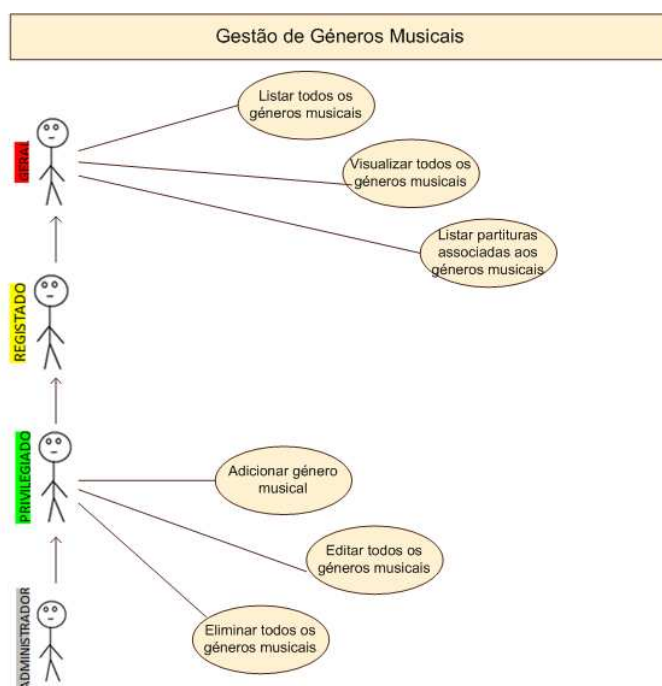 Gestão de Géneros Musicais
Listar todos os
géneros musicais
GERAL
Visualizar todos os
géneros musicais
Listar partituras
associadas aos
géneros musicais
REGISTADO
PRIVILEGIADO
Adicionar género
musical
Editar todos os
géneros musicais
ADMINISTRADOR
Eliminar todos os
géneros musicais